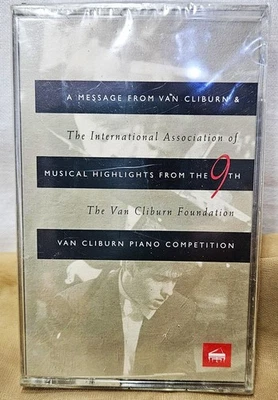 A MESSAGE FROM VAN CLIBURN &
The International Association of
MUSICAL HIGHLIGHTS FROM THE 9TH
The Van Cliburn Foundation
VAN CLIBURN PIANO COMPETITION